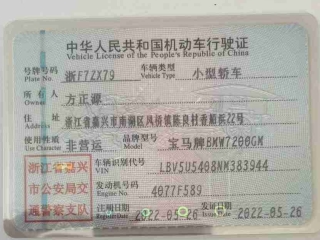 中华人民共和国机动车行驶证
Vehicle License of the People's Republic of China
号牌号码 浙F7ZX79 车辆类型 小型轿车
Plate No. Vehicle Type
所有人 方正源
Owner
住址 浙江省嘉兴市南湖区凤桥镇陈良村香船浜22号
Address
使用性质 非营运 品牌型号 宝马牌BMW7200GM
Use Character Model
浙江省嘉兴 车辆识别代号 LBV5U5408NM383944
VIN
市公安局交 发动机号码 4077F589
Engine No.
通警察支队 注册日期 2022-05-26 发证日期 2022-05-26
Register Date Issue Date